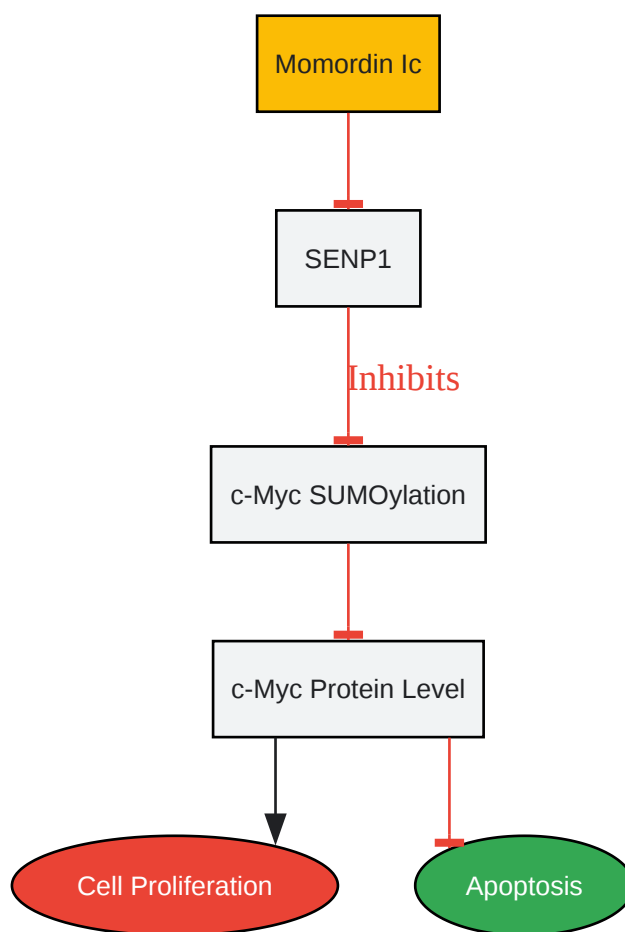 Momordin Ic
SENP1
Inhibits
c-Myc SUMOylation
c-Myc Protein Level
Cell Proliferation
Apoptosis